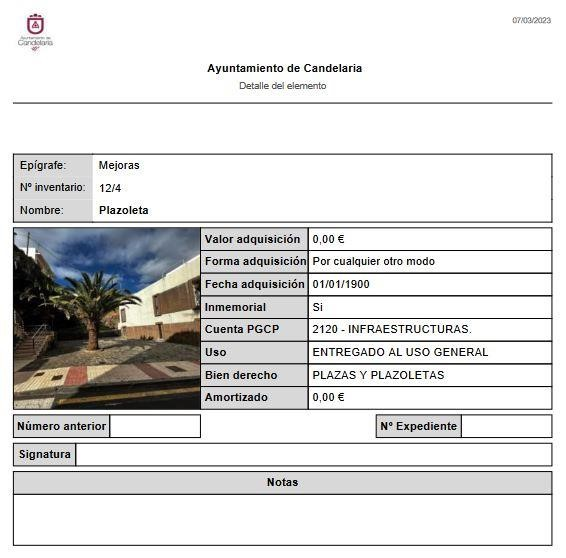 07/03/2023
Ayuntamiento de
Candelaria
Ayuntamiento de Candelaria
Detalle del elemento
Epígrafe: Mejoras
Nº inventario: 12/4
Nombre: Plazoleta
Valor adquisición 0,00 €
Forma adquisición Por cualquier otro modo
Fecha adquisición 01/01/1900
Inmemorial Si
Cuenta PGCP 2120 - INFRAESTRUCTURAS.
Uso ENTREGADO AL USO GENERAL
Bien derecho PLAZAS Y PLAZOLETAS
Amortizado 0,00 €
Número anterior Nº Expediente
Signatura
Notas